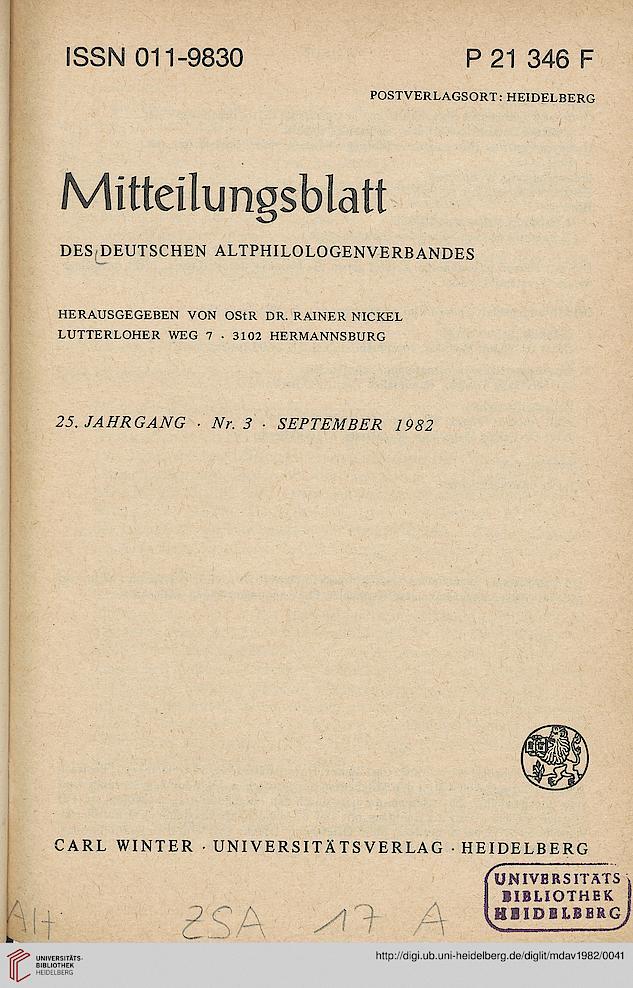 ISSN 011-9830
P 21 346 F
POSTVERLAGSORT: HEIDELBERG
Mitteilungsblatt
DES DEUTSCHEN ALTPHILOLOGENVERBANDES
HERAUSGEGEBEN VON OStR DR. RAINER NICKEL
LUTTERLOHER WEG 7 · 3102 HERMANNSBURG
25. JAHRGANG · Nr. 3 · SEPTEMBER 1982
CARL WINTER · UNIVERSITÄTSVERLAG · HEIDELBERG
UNIVERSITÄTS
BIBLIOTHEK
HEIDELBERG
Alt
ZSA 17 A
UNIVERSITÄTS-
BIBLIOTHEK
HEIDELBERG
http://digi.ub.uni-heidelberg.de/diglit/mdav1982/0041